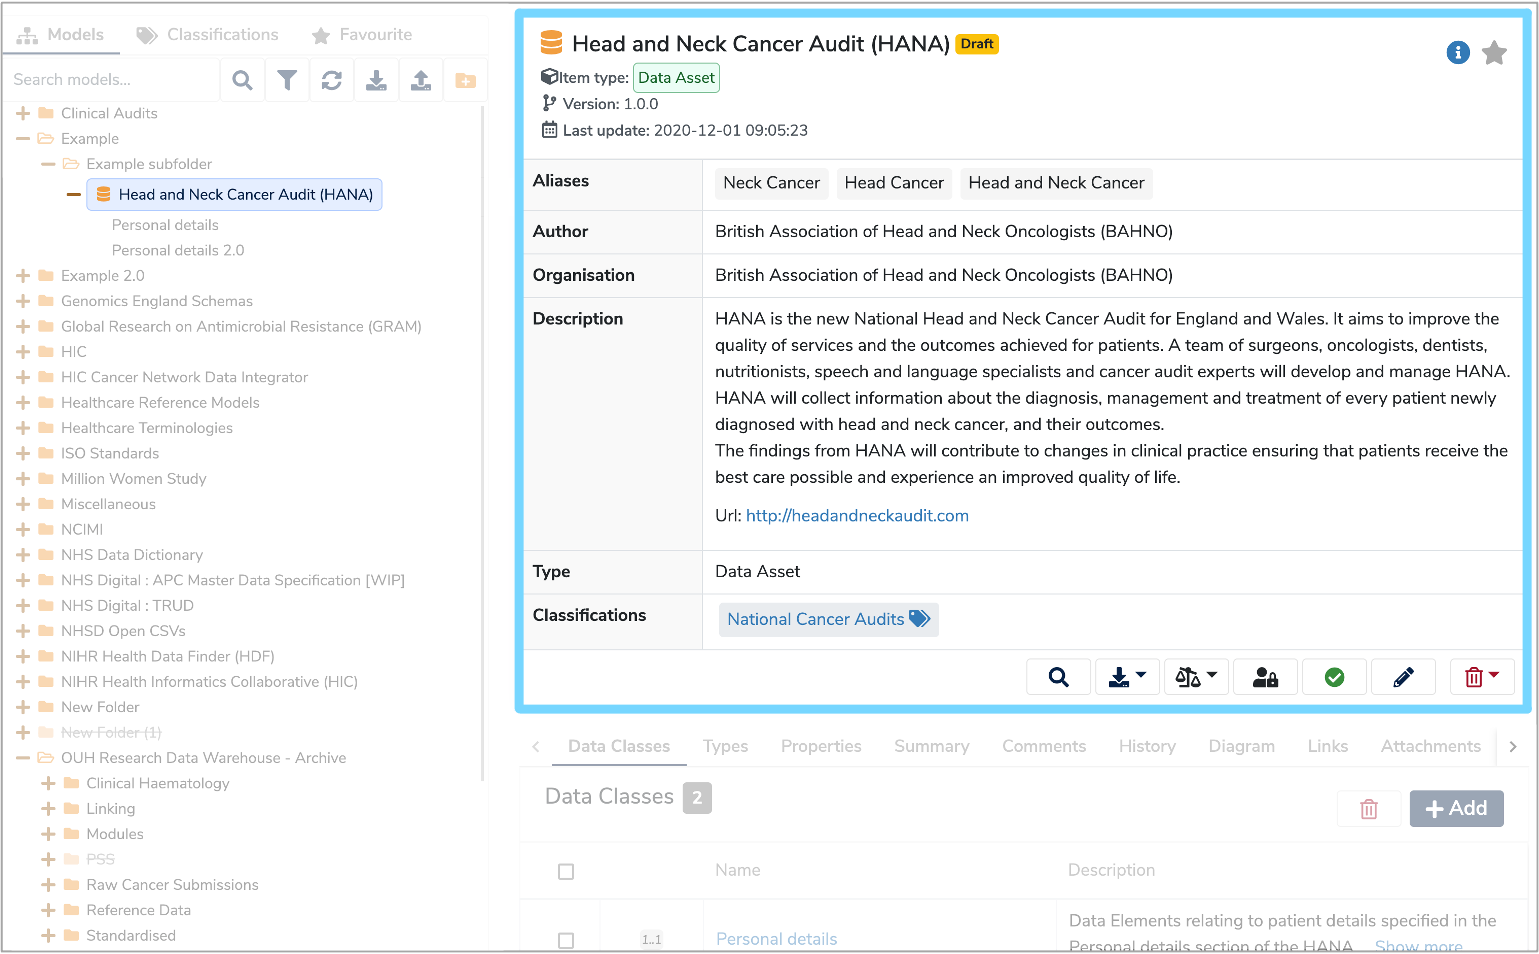 Models
Classifications
Favourite
Search models...
Clinical Audits
Example
Example subfolder
Head and Neck Cancer Audit (HANA)
Personal details
Personal details 2.0
Example 2.0
Genomics England Schemas
Global Research on Antimicrobial Resistance (GRAM)
HIC
HIC Cancer Network Data Integrator
Healthcare Reference Models
Healthcare Terminologies
ISO Standards
Million Women Study
Miscellaneous
NCIMI
NHS Data Dictionary
NHS Digital : APC Master Data Specification [WIP]
NHS Digital : TRUD
NHSD Open CSVs
NIHR Health Data Finder (HDF)
NIHR Health Informatics Collaborative (HIC)
New Folder
New Folder (1)
OUH Research Data Warehouse - Archive
Clinical Haematology
Linking
Modules
PSS
Raw Cancer Submissions
Reference Data
Standardised
Head and Neck Cancer Audit (HANA) Draft
Item type: Data Asset
Version: 1.0.0
Last update: 2020-12-01 09:05:23
Aliases
Neck Cancer Head Cancer Head and Neck Cancer
Author
British Association of Head and Neck Oncologists (BAHNO)
Organisation
British Association of Head and Neck Oncologists (BAHNO)
Description
HANA is the new National Head and Neck Cancer Audit for England and Wales. It aims to improve the
quality of services and the outcomes achieved for patients. A team of surgeons, oncologists, dentists,
nutritionists, speech and language specialists and cancer audit experts will develop and manage HANA.
HANA will collect information about the diagnosis, management and treatment of every patient newly
diagnosed with head and neck cancer, and their outcomes.
The findings from HANA will contribute to changes in clinical practice ensuring that patients receive the
best care possible and experience an improved quality of life.
Url: http://headandneckaudit.com
Type
Data Asset
Classifications
National Cancer Audits
Data Classes Types Properties Summary Comments History Diagram Links Attachments
Data Classes 2
+ Add
Name Description
1..1 Personal details
Data Elements relating to patient details specified in the
Personal details section of the HANA... Show more